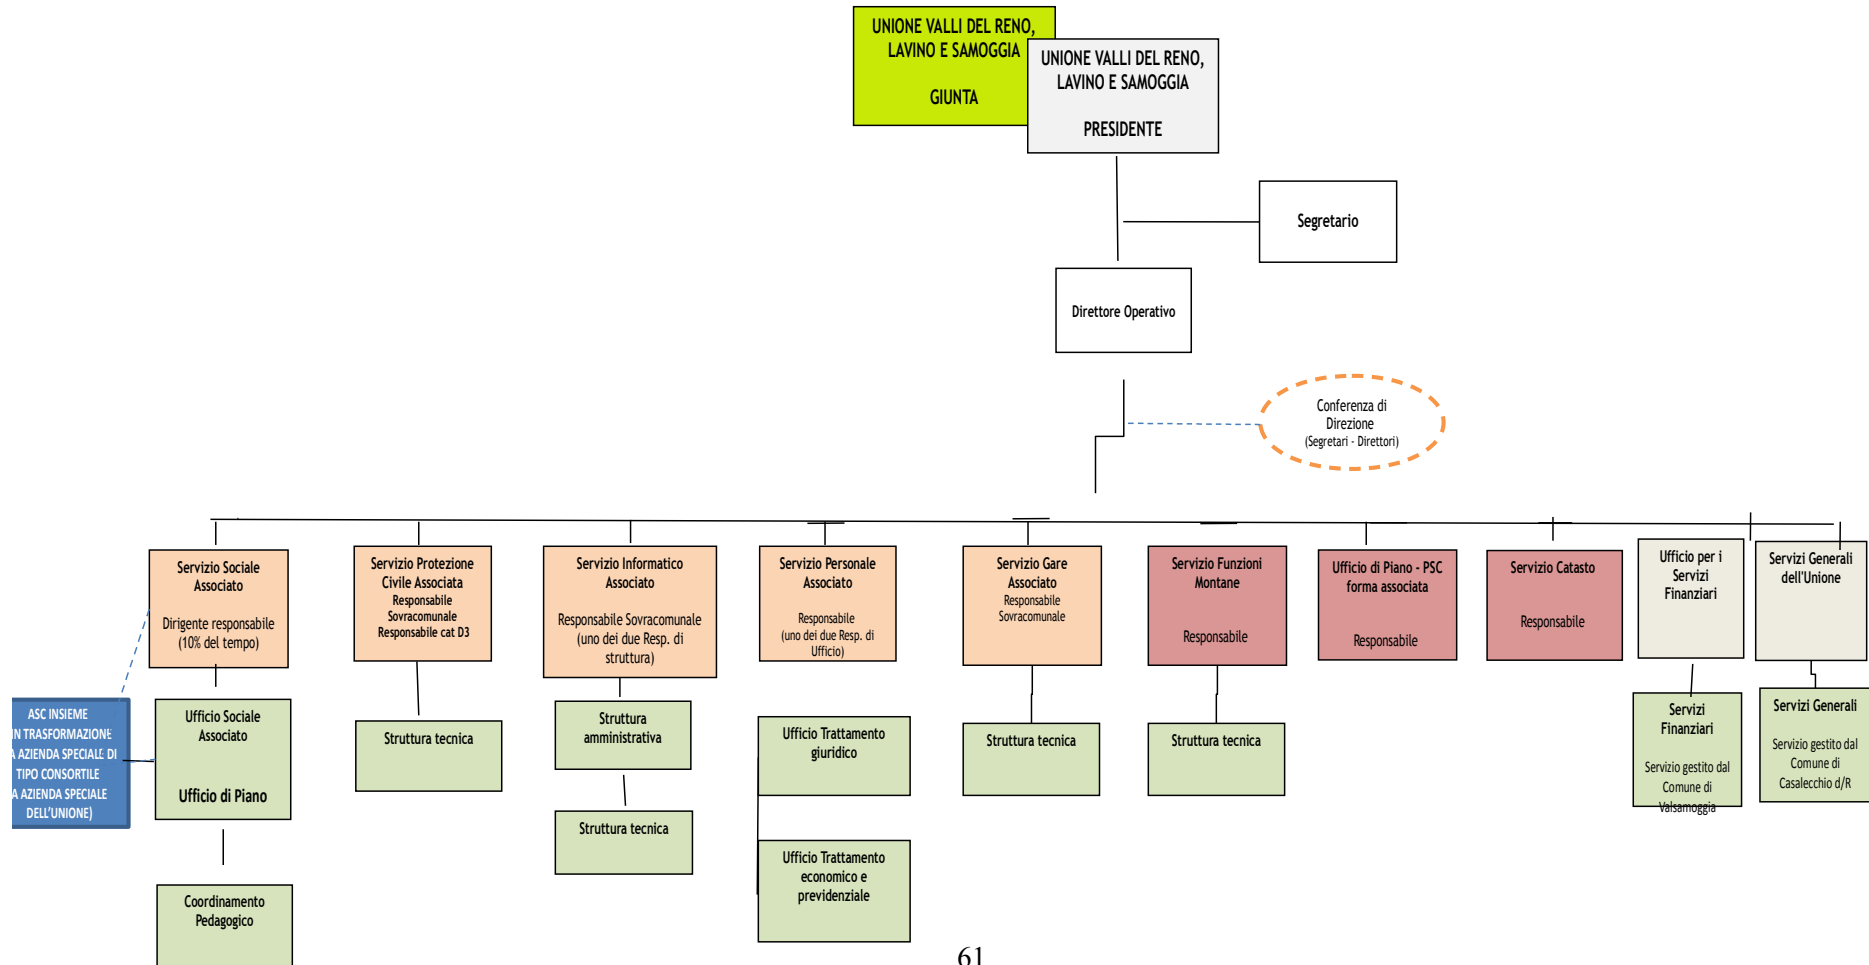 UNIONE VALLI DEL RENO,
LAVINO E SAMOGGIA
GIUNTA
UNIONE VALLI DEL RENO,
LAVINO E SAMOGGIA
PRESIDENTE
Segretario
Direttore Operativo
Conferenza di
Direzione
(Segretari - Direttori)
Servizio Sociale
Associato
Dirigente responsabile
(10% del tempo)
Servizio Protezione
Civile Associata
Responsabile
Sovracomunale
Responsabile cat D3
Servizio Informatico
Associato
Responsabile Sovracomunale
(uno dei due Resp. di
struttura)
Servizio Personale
Associato
Responsabile
(uno dei due Resp. di
Ufficio)
Servizio Gare
Associato
Responsabile
Sovracomunale
Servizio Funzioni
Montane
Responsabile
Ufficio di Piano - PSC
forma associata
Responsabile
Servizio Catasto
Responsabile
Ufficio per i
Servizi
Finanziari
Servizi Generali
dell'Unione
ASC INSIEME
IN TRASFORMAZIONE
A AZIENDA SPECIALE DI
TIPO CONSORTILE
A AZIENDA SPECIALE
DELL'UNIONE)
Ufficio Sociale
Associato
Ufficio di Piano
Coordinamento
Pedagogico
Struttura tecnica
Struttura
amministrativa
Struttura tecnica
Ufficio Trattamento
giuridico
Ufficio Trattamento
economico e
previdenziale
Struttura tecnica
Struttura tecnica
Servizi
Finanziari
Servizio gestito dal
Comune di
Valsamoggia
Servizi Generali
Servizio gestito dal
Comune di
Casalecchio d/R
61